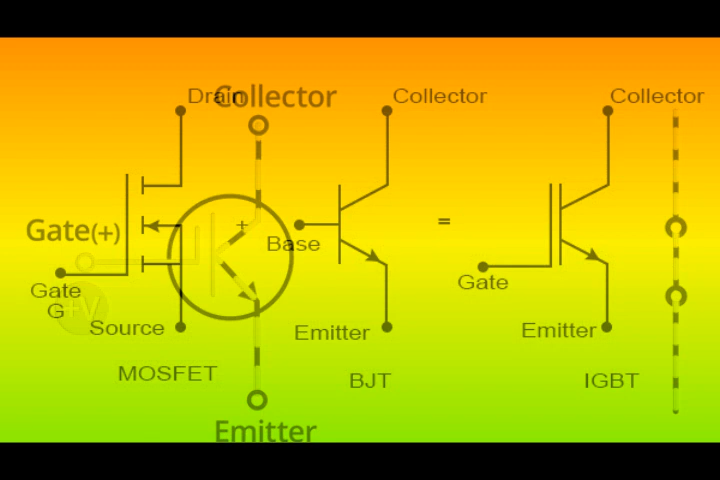 Drain
Collector
Collector
Collector
Gate(+)
+
=
Base
Gate
G
+V
Gate
Source
Emitter
Emitter
MOSFET
BJT
IGBT
Emitter